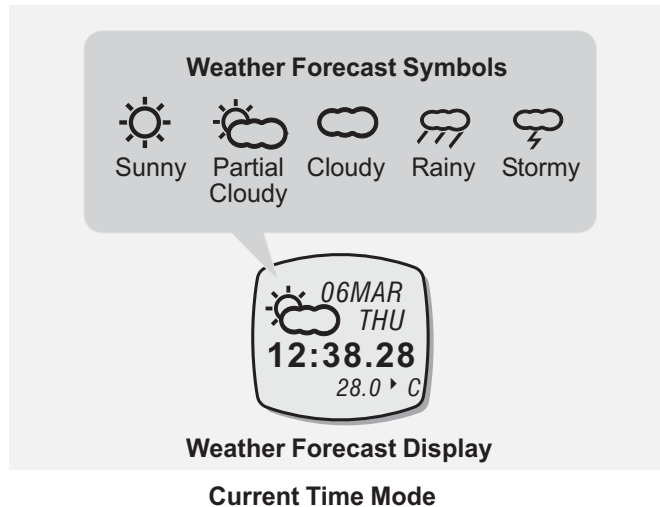 Weather Forecast Symbols
Sunny Partial Cloudy Cloudy Rainy Stormy
06MAR
THU
12:38.28
28.0 ‣ C
Weather Forecast Display
Current Time Mode